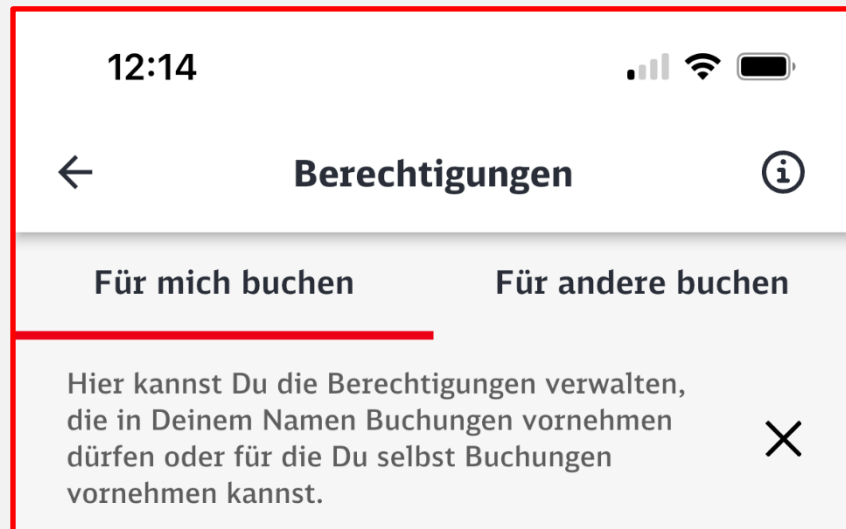 12:14
Berechtigungen
Für mich buchen
Für andere buchen
Hier kannst Du die Berechtigungen verwalten,
die in Deinem Namen Buchungen vornehmen
dürfen oder für die Du selbst Buchungen
vornehmen kannst.